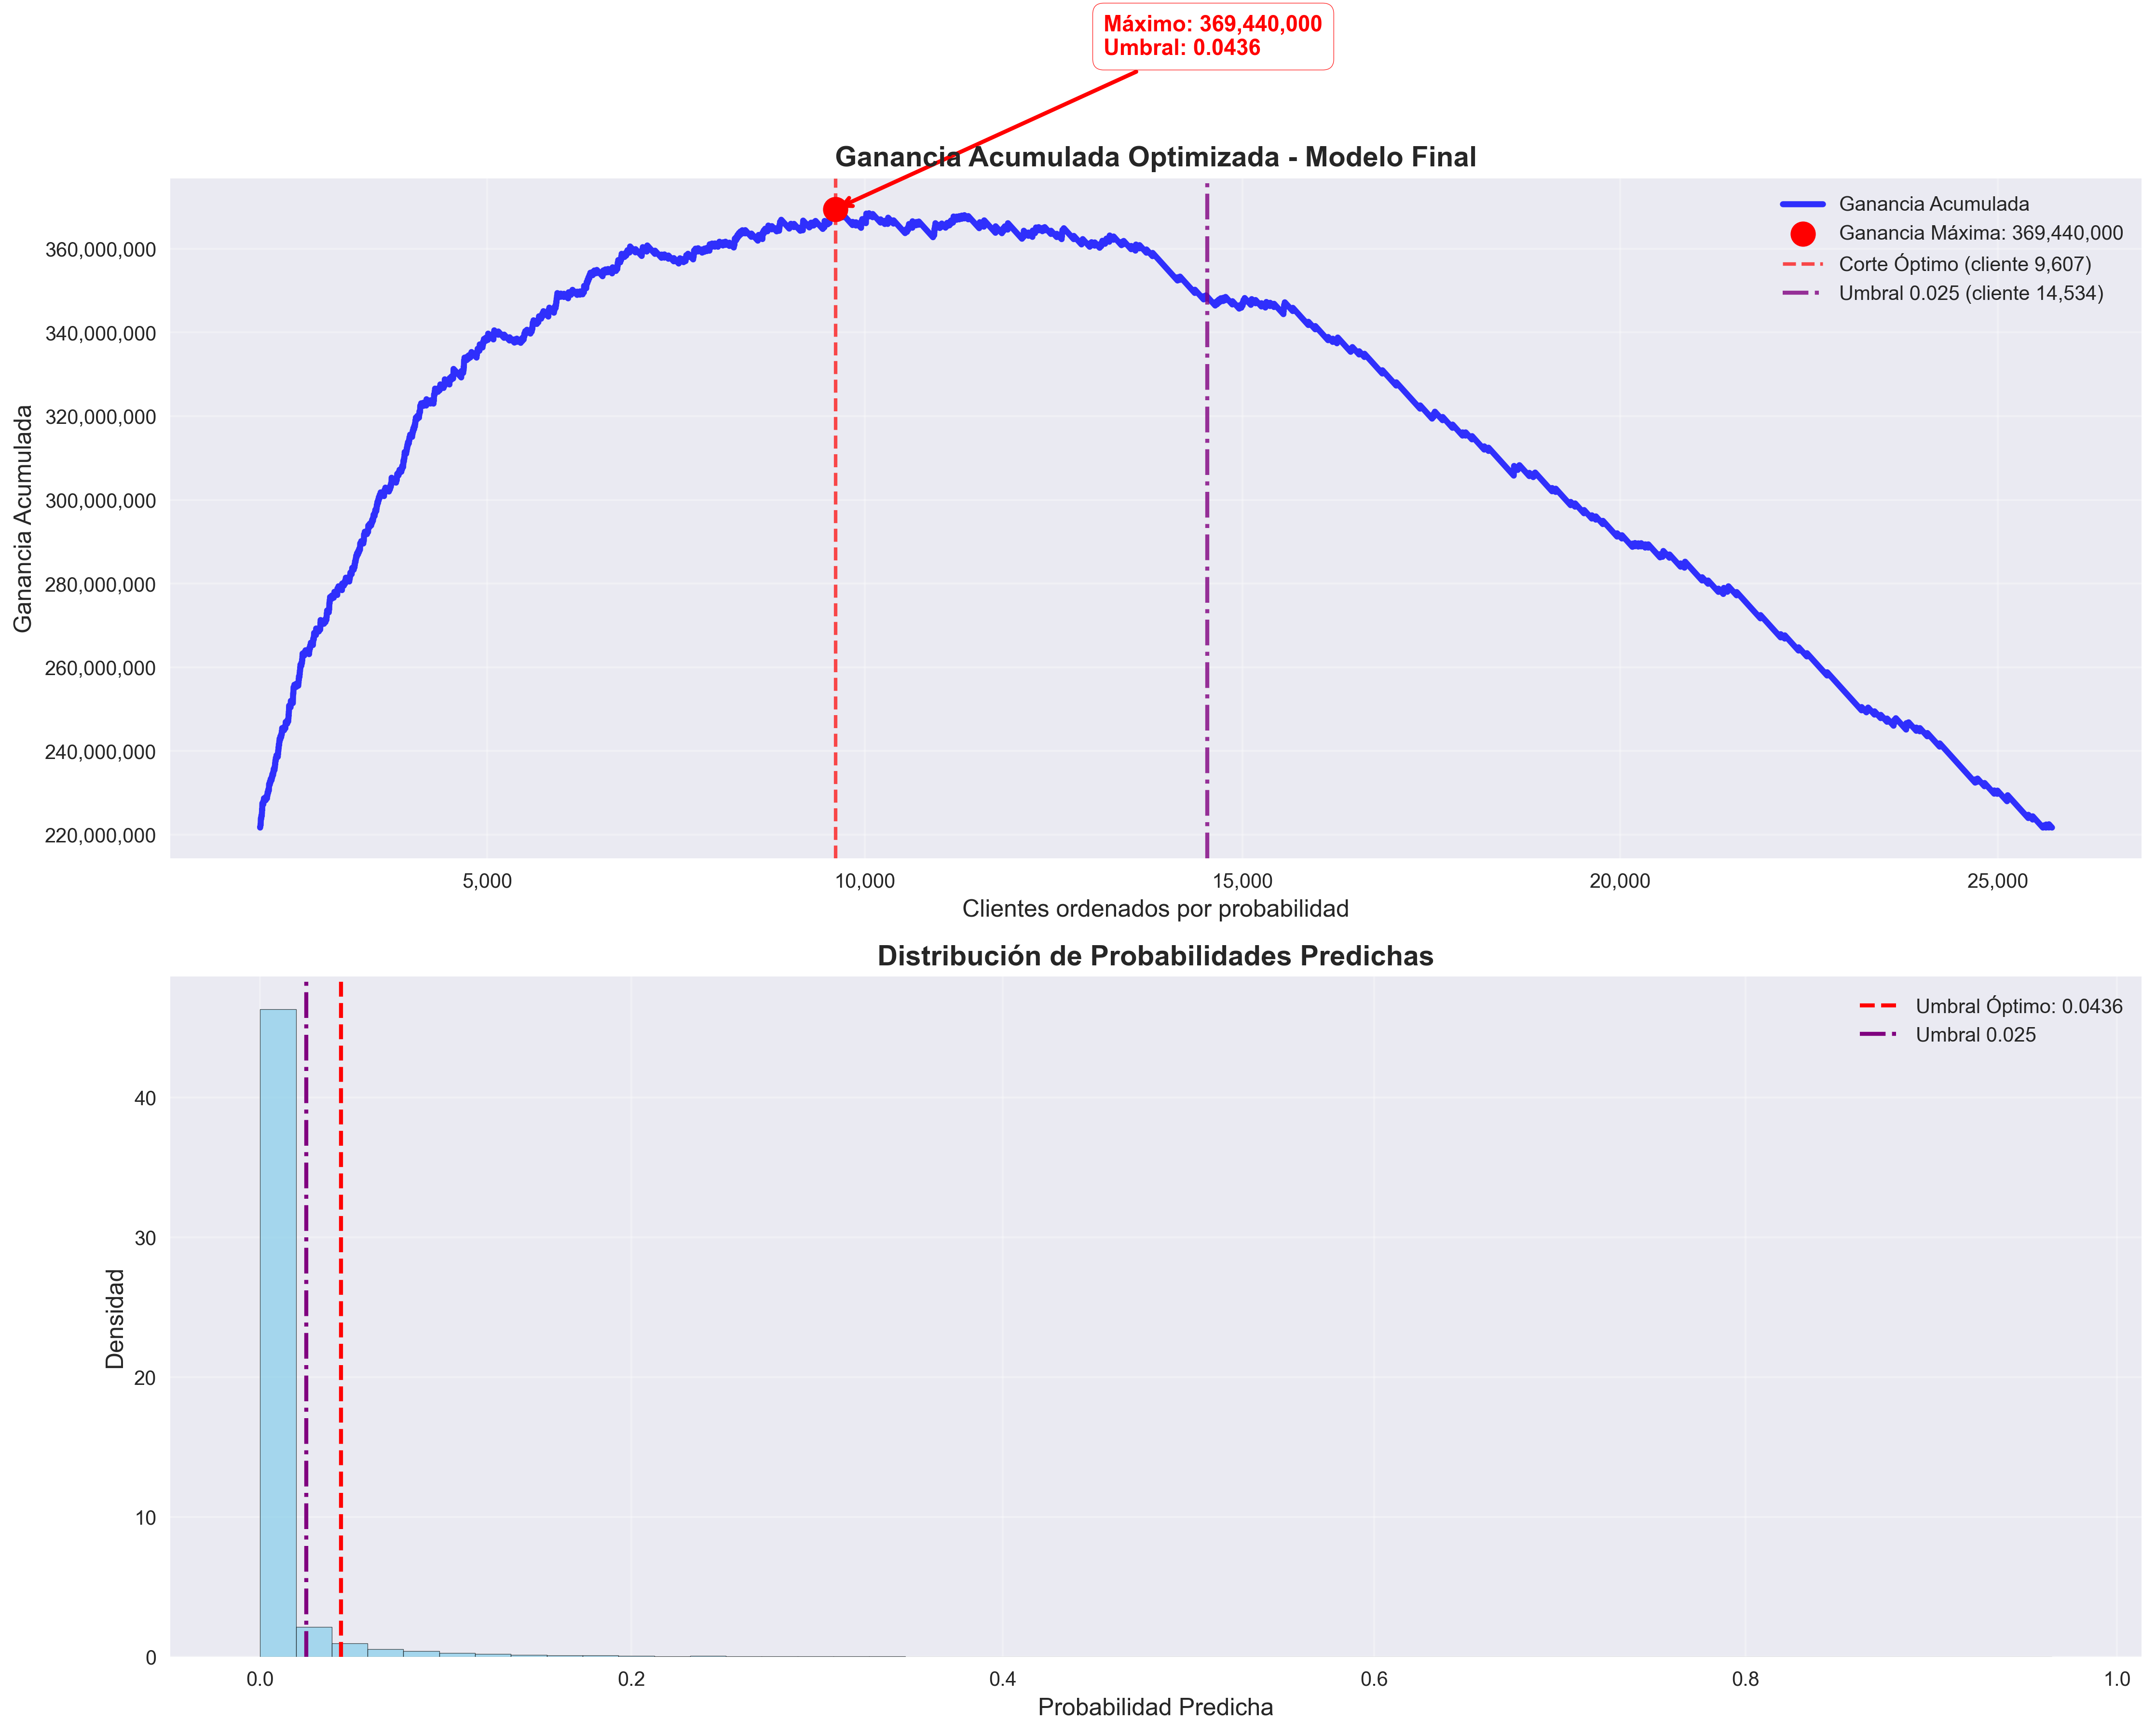 Máximo: 369,440,000
Umbral: 0.0436
Ganancia Acumulada Optimizada - Modelo Final
Ganancia Acumulada
Ganancia Máxima: 369,440,000
Corte Óptimo (cliente 9,607)
Umbral 0.025 (cliente 14,534)
Ganancia Acumulada
360,000,000
340,000,000
320,000,000
300,000,000
280,000,000
260,000,000
240,000,000
220,000,000
5,000
10,000
15,000
20,000
25,000
Clientes ordenados por probabilidad
Distribución de Probabilidades Predichas
Umbral Óptimo: 0.0436
Umbral 0.025
Densidad
40
30
20
10
0
0.0
0.2
0.4
0.6
0.8
1.0
Probabilidad Predicha